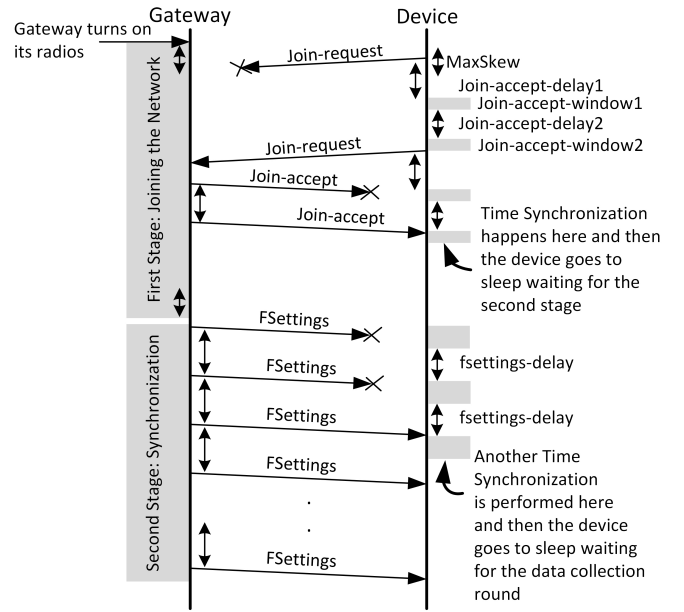 Gateway
Device
Gateway turns on
its radios
Join-request
MaxSkew
Join-accept-delay1
Join-accept-window1
Join-accept-delay2
Join-request
Join-accept-window2
Join-accept
Join-accept
Time Synchronization
happens here and then
the device goes to
sleep waiting for the
second stage
First Stage: Joining the Network
FSettings
FSettings
fsettings-delay
FSettings
fsettings-delay
FSettings
Another Time
Synchronization
is performed here
and then the device
goes to sleep waiting
for the data collection
round
.
.
FSettings
Second Stage: Synchronization